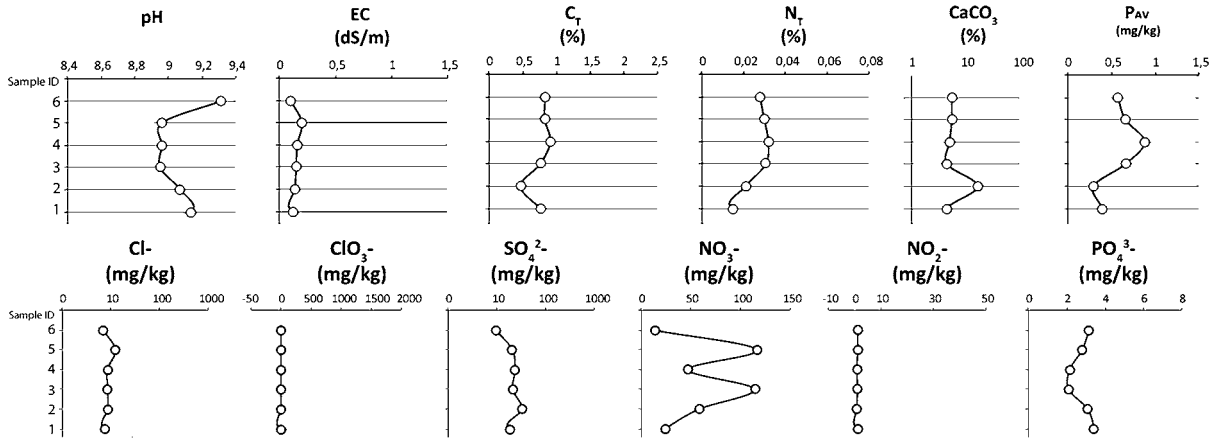 pH EC (dS/m) C_T (%) N_T (%) CaCO₃ (%) P_AV (mg/kg)
8,4 8,6 9 9,2 9,4 0 0,5 1 1,5 0 0,5 1 1,5 2 2,5 0 0,02 0,04 0,06 0,08 1 10 100 0 0,5 1 1,5
Sample ID
6
5
4
3
2
1
Cl- (mg/kg) ClO₃- (mg/kg) SO₄²- (mg/kg) NO₃- (mg/kg) NO₂- (mg/kg) PO₄³- (mg/kg)
0 10 100 1000 -50 0 500 1000 1500 2000 0 10 100 1000 0 50 100 150 -10 0 10 30 50 0 2 4 6 8
Sample ID
6
5
4
3
2
1